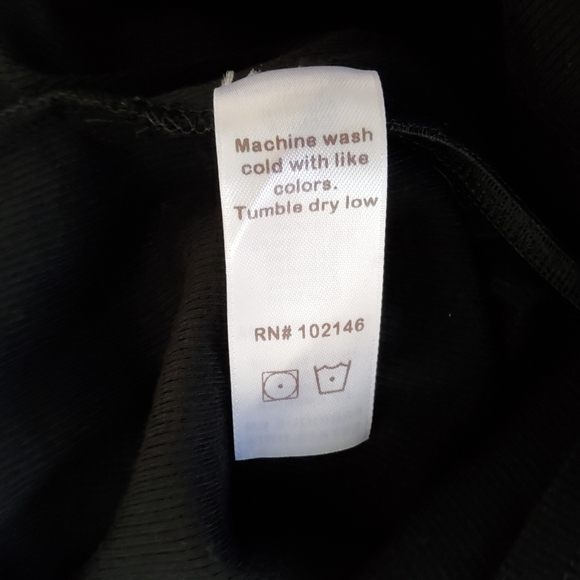 Machine wash
cold with like
colors.
Tumble dry low
RN# 102146